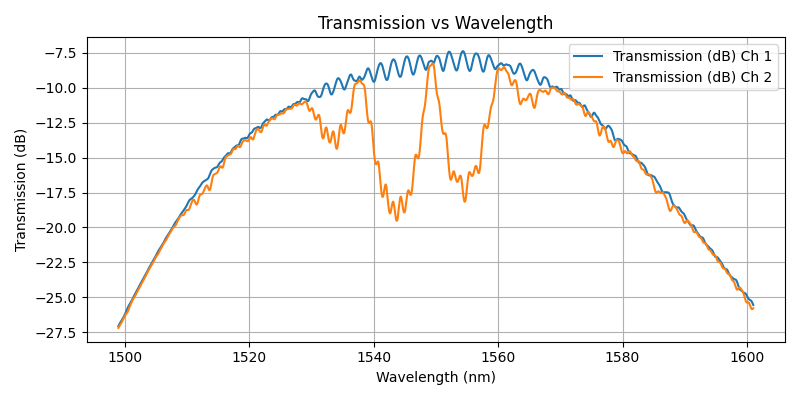 Transmission vs Wavelength
Transmission (dB)
−7.5
−10.0
−12.5
−15.0
−17.5
−20.0
−22.5
−25.0
−27.5
Transmission (dB) Ch 1
Transmission (dB) Ch 2
1500 1520 1540 1560 1580 1600
Wavelength (nm)